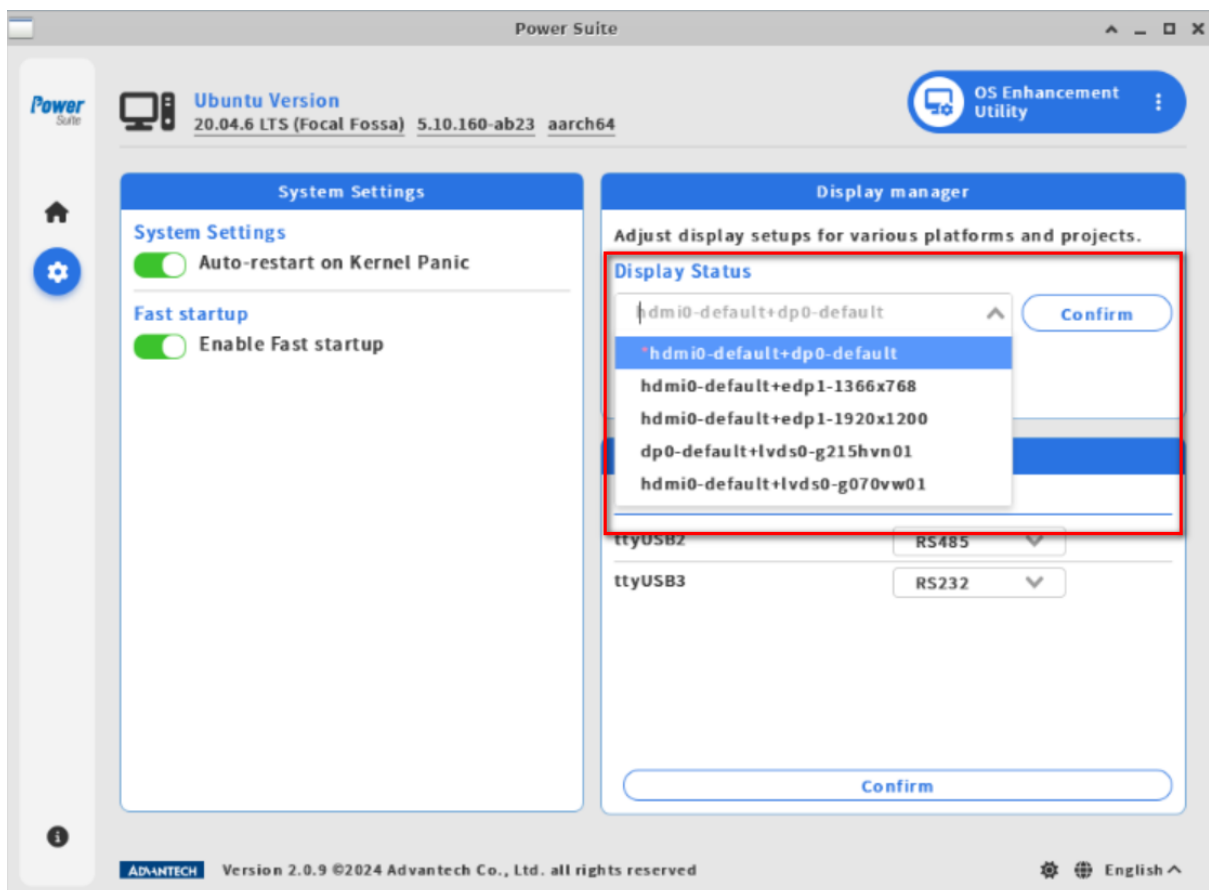 Power Suite
Power
Suite
Ubuntu Version
20.04.6 LTS (Focal Fossa) 5.10.160-ab23 aarch64
OS Enhancement
Utility
System Settings
System Settings
Auto-restart on Kernel Panic
Fast startup
Enable Fast startup
Display manager
Adjust display setups for various platforms and projects.
Display Status
hdmi0-default+dp0-default
Confirm
*hdmi0-default+dp0-default
hdmi0-default+edp1-1366x768
hdmi0-default+edp1-1920x1200
dp0-default+lvds0-g215hvn01
hdmi0-default+lvds0-g070vw01
ttyUSB2 RS485
ttyUSB3 RS232
Confirm
ADVANTECH Version 2.0.9 ©2024 Advantech Co., Ltd. all rights reserved English